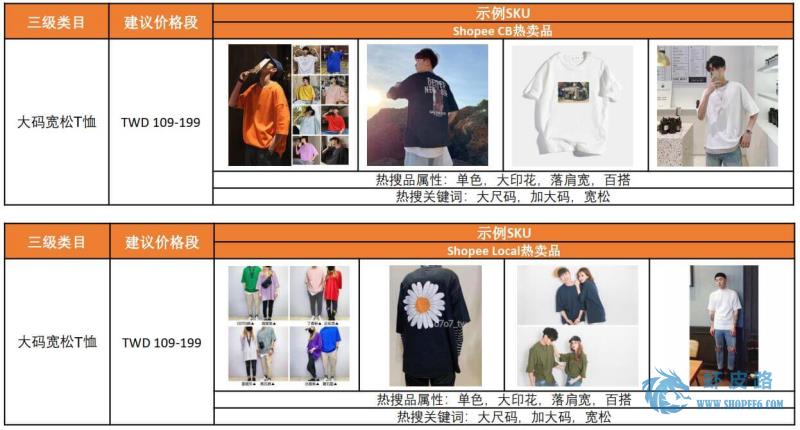 三级类目
建议价格段
示例SKU
Shopee CB热卖品
大码宽松T恤
TWD 109-199
热搜品属性：单色，大印花，落肩宽，百搭
热搜关键词：大尺码，加大码，宽松
三级类目
建议价格段
示例SKU
Shopee Local热卖品
大码宽松T恤
TWD 109-199
o7o7_tw
热搜品属性：单色，大印花，落肩宽，百搭
热搜关键词：大尺码，加大码，宽松
虾皮路
WWW.SHOPEE6.COM